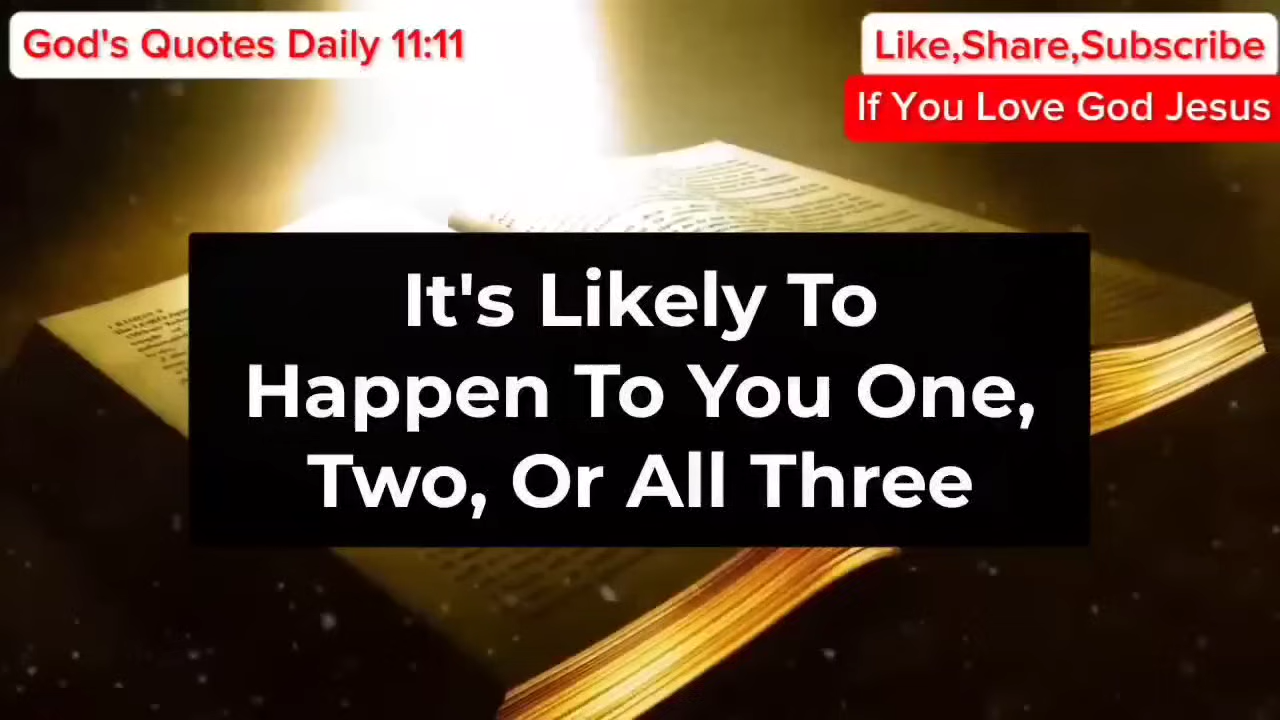 God's Quotes Daily 11:11
Like,Share,Subscribe
If You Love God Jesus
It's Likely To
Happen To You One,
Two, Or All Three